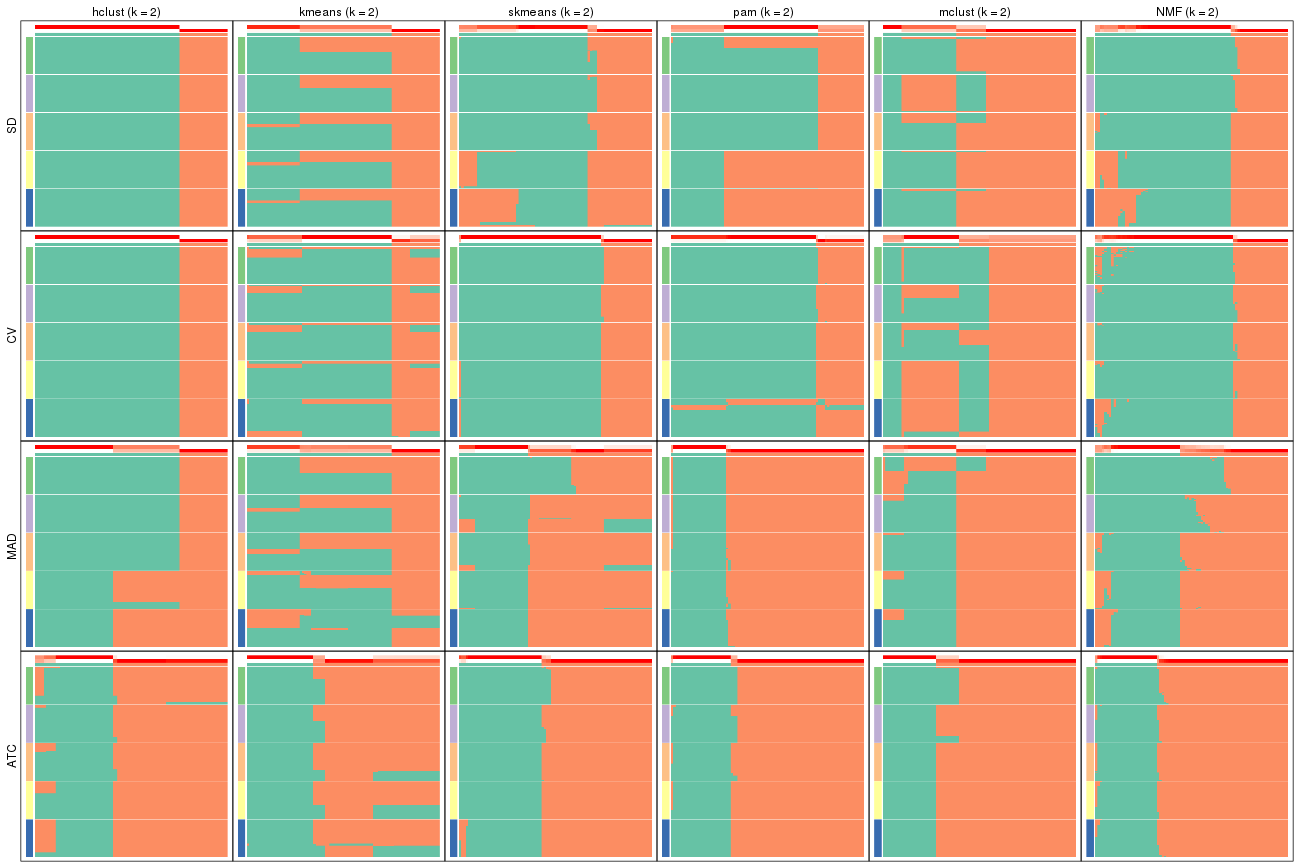 hclust (k = 2) kmeans (k = 2) skmeans (k = 2) pam (k = 2) mclust (k = 2) NMF (k = 2)
SD
CV
MAD
ATC